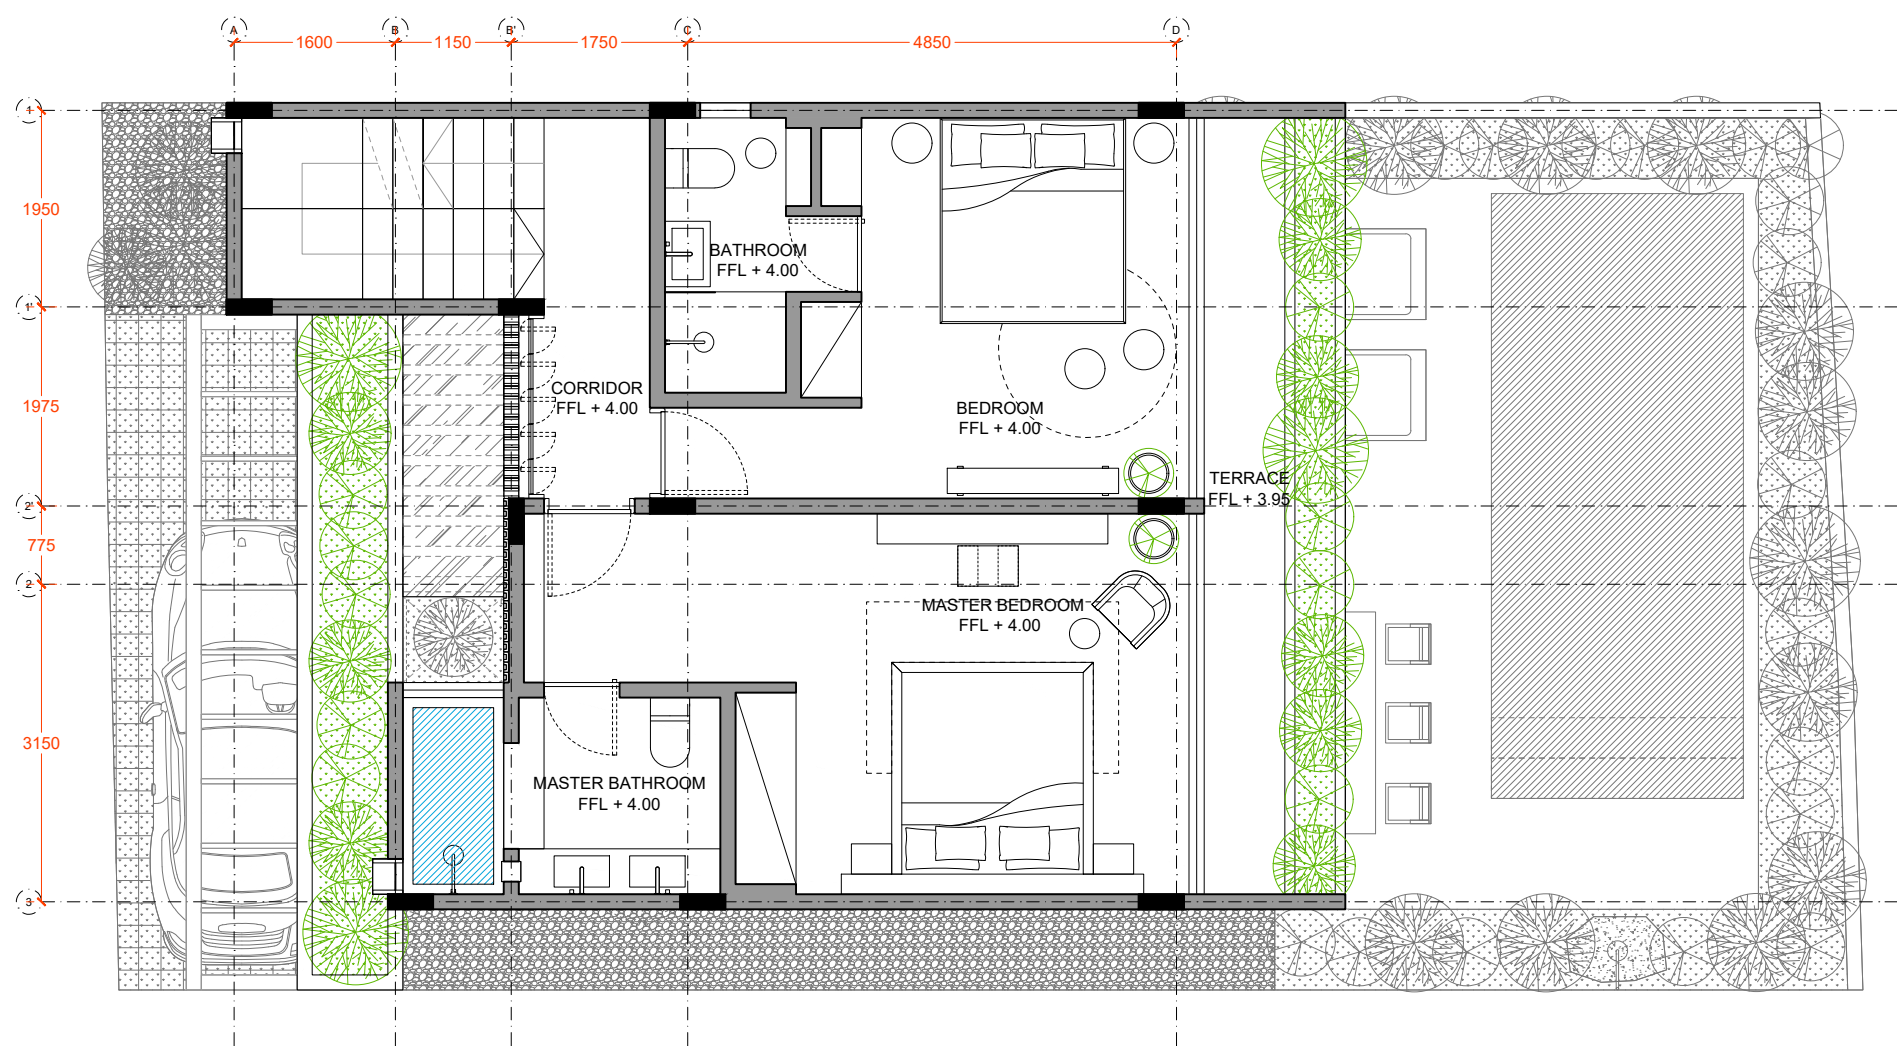 A B B' C D
1600 1150 1750 4850
1
1950
1'
1975
2'
775
2
3150
3
BATHROOM
FFL + 4.00
CORRIDOR
FFL + 4.00
BEDROOM
FFL + 4.00
TERRACE
FFL + 3.95
MASTER BEDROOM
FFL + 4.00
MASTER BATHROOM
FFL + 4.00